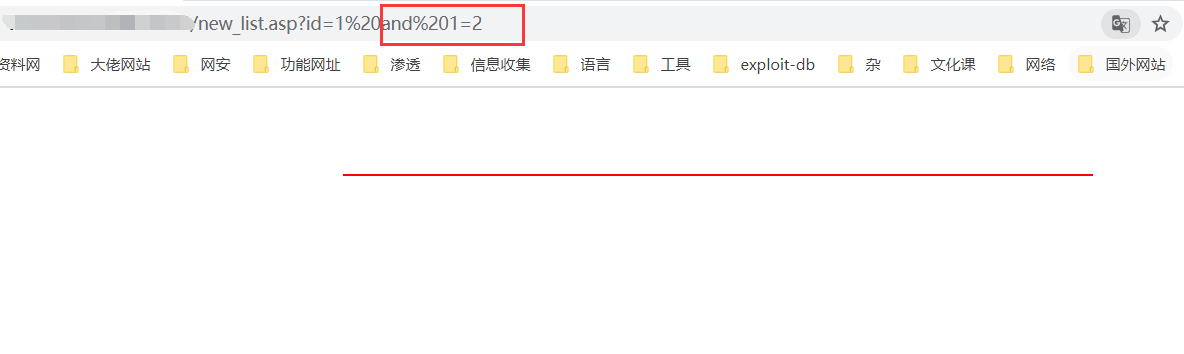 /new_list.asp?id=1%20and%201=2
资料网 大佬网站 网安 功能网址 渗透 信息收集 语言 工具 exploit-db 杂 文化课 网络 国外网站